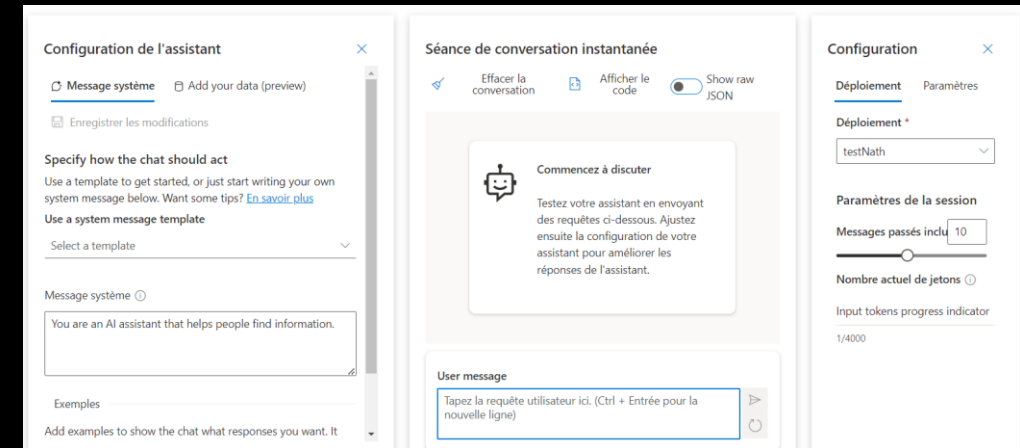 Configuration de l'assistant
Message système
Add your data (preview)
Enregistrer les modifications
Specify how the chat should act
Use a template to get started, or just start writing your own
system message below. Want some tips? En savoir plus
Use a system message template
Select a template
Message système
You are an AI assistant that helps people find information.
Exemples
Add examples to show the chat what responses you want. It
Séance de conversation instantanée
Effacer la
conversation
Afficher le
code
Show raw
JSON
Commencez à discuter
Testez votre assistant en envoyant
des requêtes ci-dessous. Ajustez
ensuite la configuration de votre
assistant pour améliorer les
réponses de l'assistant.
User message
Tapez la requête utilisateur ici. (Ctrl + Entrée pour la
nouvelle ligne)
Configuration
Déploiement
Paramètres
Déploiement *
testNath
Paramètres de la session
Messages passés inclu 10
Nombre actuel de jetons
Input tokens progress indicator
1/4000